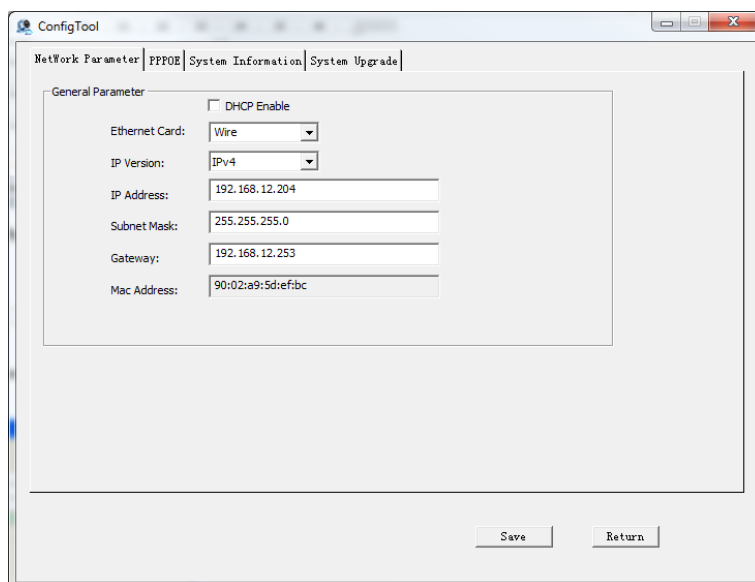 ConfigTool
NetWork Parameter PPPOE System Information System Upgrade
General Parameter
DHCP Enable
Ethernet Card: Wire
IP Version: IPv4
IP Address: 192.168.12.204
Subnet Mask: 255.255.255.0
Gateway: 192.168.12.253
Mac Address: 90:02:a9:5d:ef:bc
Save Return